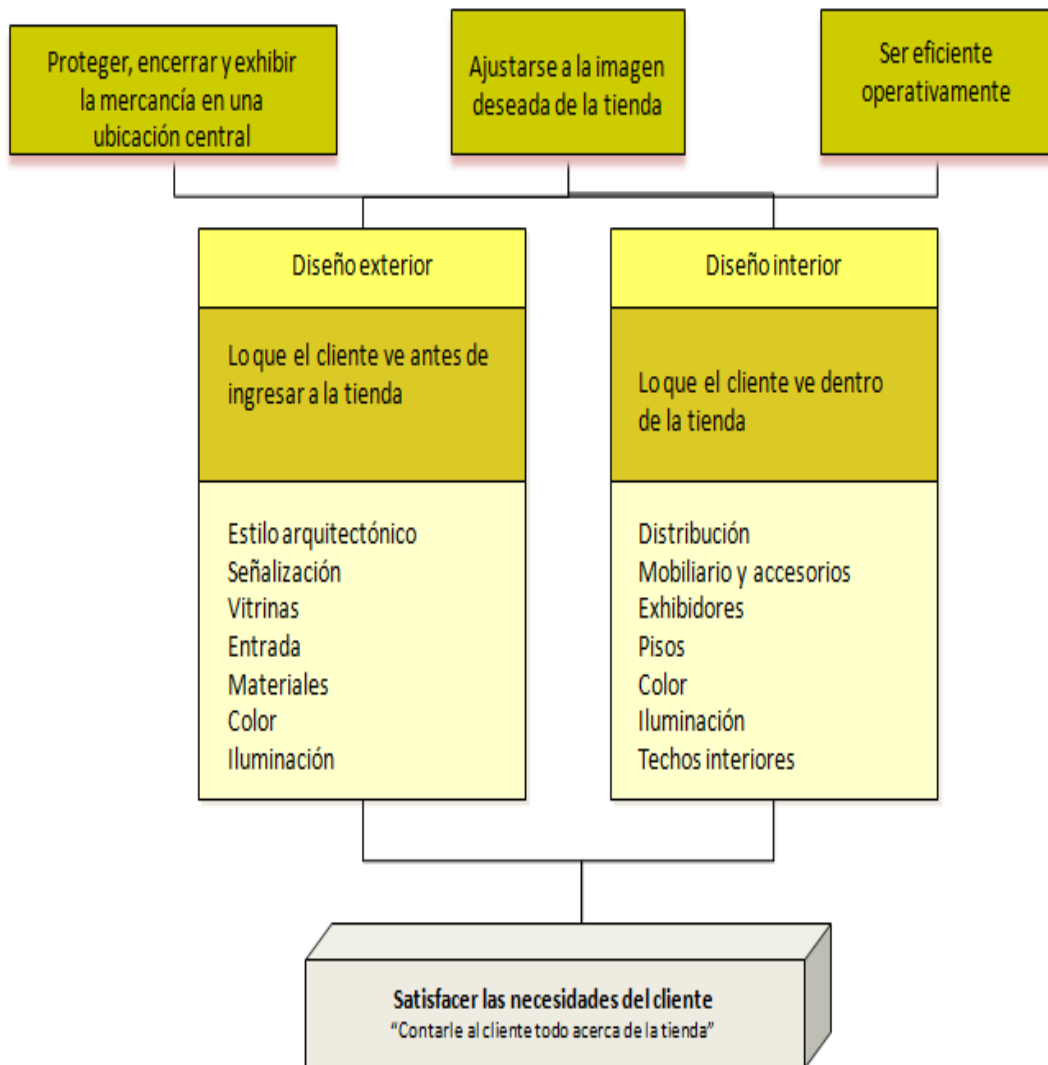 Proteger, encerrar y exhibir
la mercancía en una
ubicación central
Ajustarse a la imagen
deseada de la tienda
Ser eficiente
operativamente
Diseño exterior
Lo que el cliente ve antes de
ingresar a la tienda
Estilo arquitectónico
Señalización
Vitrinas
Entrada
Materiales
Color
Iluminación
Diseño interior
Lo que el cliente ve dentro
de la tienda
Distribución
Mobiliario y accesorios
Exhibidores
Pisos
Color
Iluminación
Techos interiores
Satisfacer las necesidades del cliente
“Contarle al cliente todo acerca de la tienda”